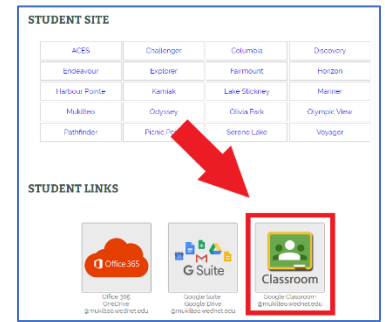 STUDENT SITE
ACES Challenger Columbia Discovery
Endeavour Explorer Fairmount Horizon
Harbour Pointe Kamiak Lake Stickney Mariner
Mukilteo Odyssey Olivia Park Olympic View
Pathfinder Picnic Serene Lake Voyager
STUDENT LINKS
Office 365
G Suite
Classroom
Office 365 Google Suite Google Classroom
OneDrive Google Drive @mukilteo.wednet.edu
@mukilteo.wednet.edu @mukilteo.wednet.edu